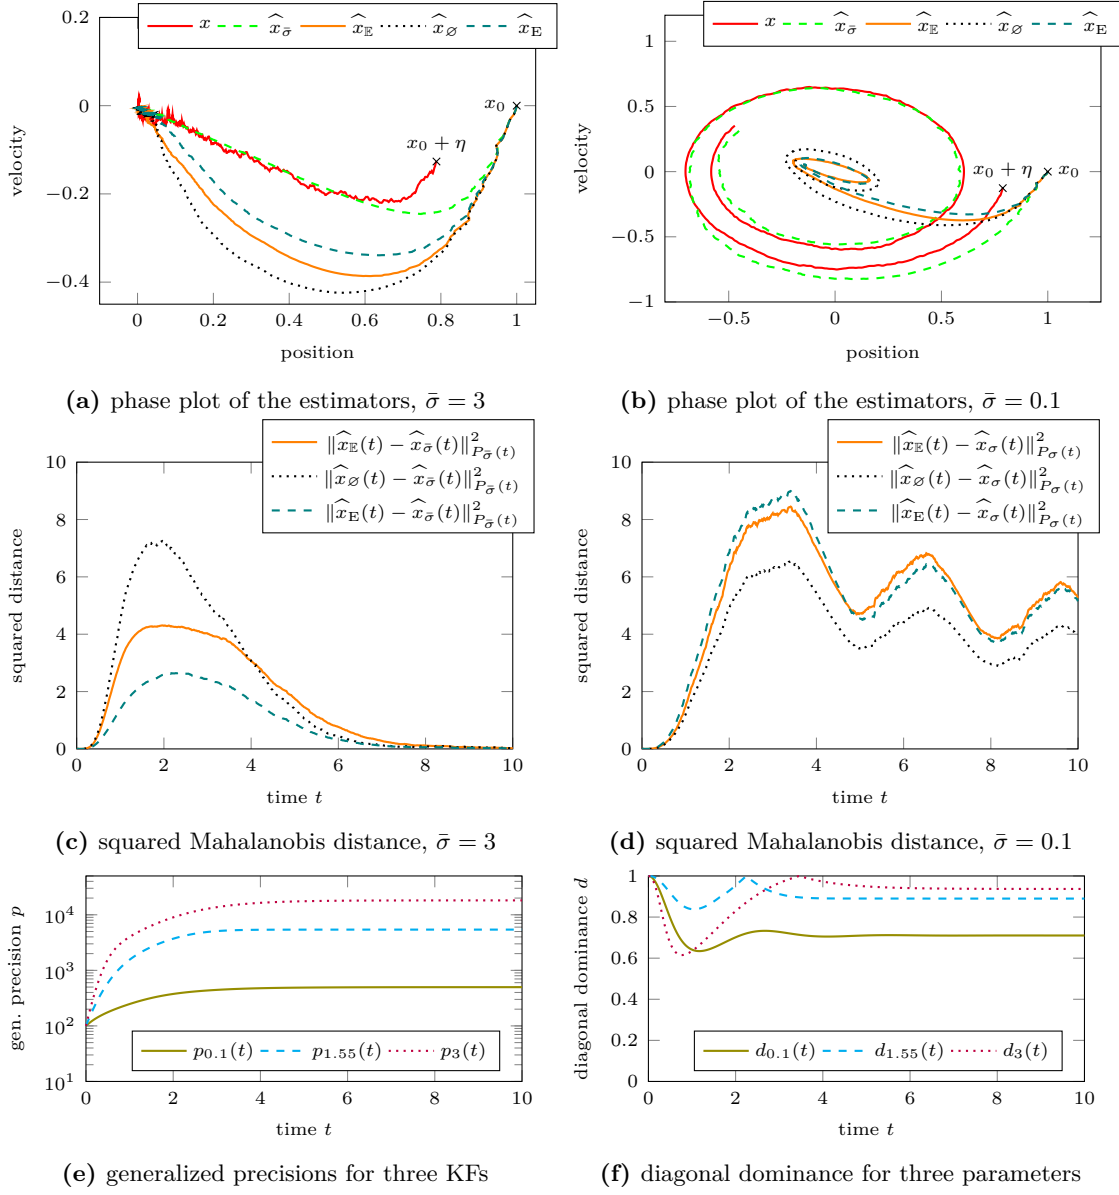 x  x̂_σ̄  x̂_𝔼  x̂_∅  x̂_E
0.2
0
−0.2
−0.4
velocity
x₀
x₀ + η
0 0.2 0.4 0.6 0.8 1
position
(a) phase plot of the estimators, σ̄ = 3
x  x̂_σ̄  x̂_𝔼  x̂_∅  x̂_E
1
0.5
0
−0.5
−1
velocity
x₀ + η
x₀
−0.5 0 0.5 1
position
(b) phase plot of the estimators, σ̄ = 0.1
‖x̂_𝔼(t) − x̂_σ̄(t)‖²_{P_σ̄(t)}
‖x̂_∅(t) − x̂_σ̄(t)‖²_{P_σ̄(t)}
‖x̂_E(t) − x̂_σ̄(t)‖²_{P_σ̄(t)}
10
8
6
4
2
0
squared distance
0 2 4 6 8 10
time t
(c) squared Mahalanobis distance, σ̄ = 3
‖x̂_𝔼(t) − x̂_σ(t)‖²_{P_σ(t)}
‖x̂_∅(t) − x̂_σ(t)‖²_{P_σ(t)}
‖x̂_E(t) − x̂_σ(t)‖²_{P_σ(t)}
10
8
6
4
2
0
squared distance
0 2 4 6 8 10
time t
(d) squared Mahalanobis distance, σ̄ = 0.1
10⁴
10³
10²
10¹
gen. precision p
p₀.₁(t)  p₁.₅₅(t)  p₃(t)
0 2 4 6 8 10
time t
(e) generalized precisions for three KFs
1
0.8
0.6
0.4
0.2
0
diagonal dominance d
d₀.₁(t)  d₁.₅₅(t)  d₃(t)
0 2 4 6 8 10
time t
(f) diagonal dominance for three parameters